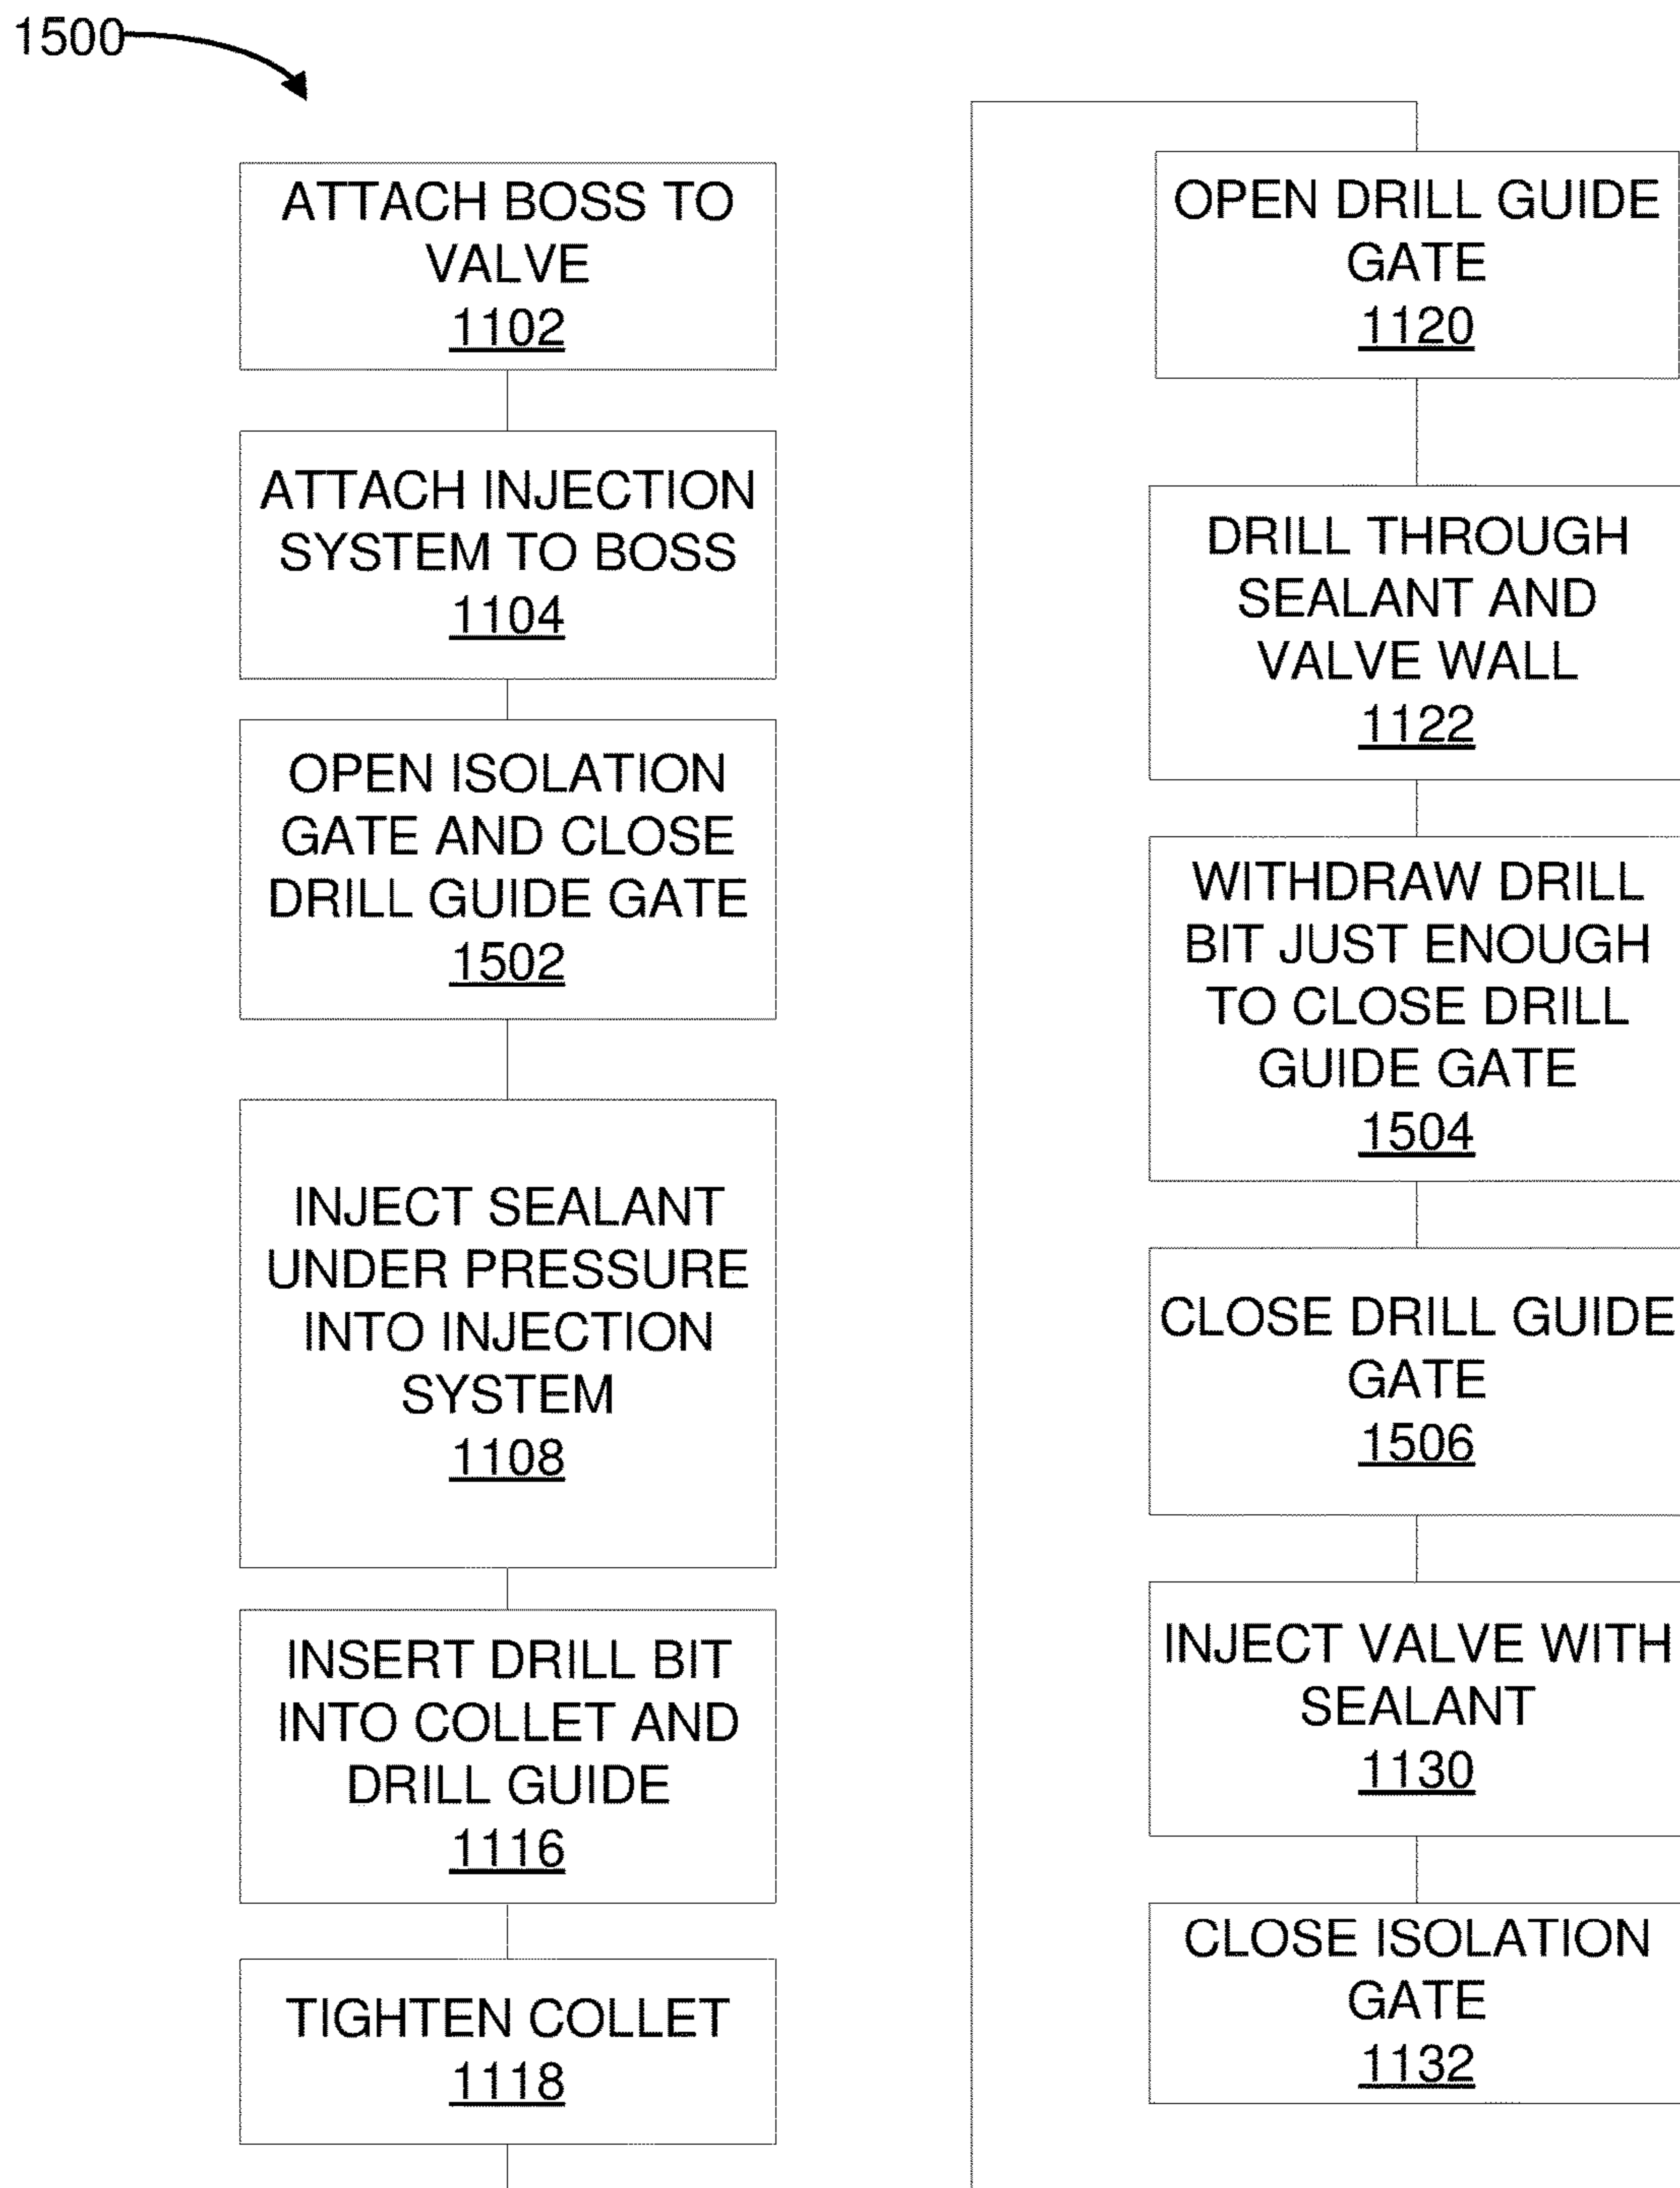 1500
ATTACH BOSS TO
VALVE
1102
ATTACH INJECTION
SYSTEM TO BOSS
1104
OPEN ISOLATION
GATE AND CLOSE
DRILL GUIDE GATE
1502
INJECT SEALANT
UNDER PRESSURE
INTO INJECTION
SYSTEM
1108
INSERT DRILL BIT
INTO COLLET AND
DRILL GUIDE
1116
TIGHTEN COLLET
1118
OPEN DRILL GUIDE
GATE
1120
DRILL THROUGH
SEALANT AND
VALVE WALL
1122
WITHDRAW DRILL
BIT JUST ENOUGH
TO CLOSE DRILL
GUIDE GATE
1504
CLOSE DRILL GUIDE
GATE
1506
INJECT VALVE WITH
SEALANT
1130
CLOSE ISOLATION
GATE
1132